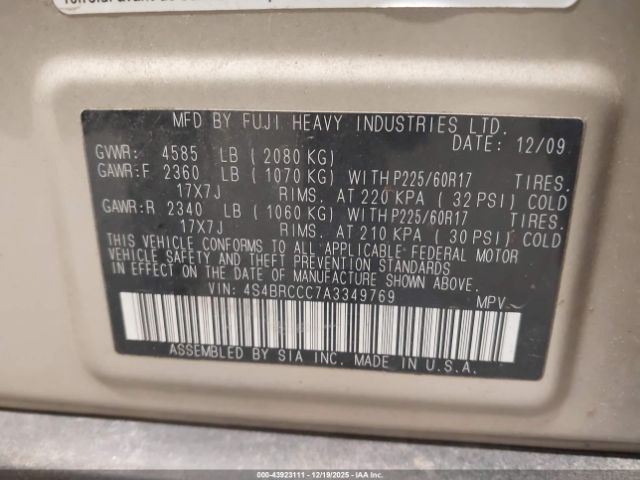 MFD BY FUJI HEAVY INDUSTRIES LTD.
DATE: 12/09
GVWR: 4585 LB (2080 KG)
GAWR:F 2360 LB (1070 KG) WITH P225/60R17 TIRES.
17X7J RIMS. AT 220 KPA (32 PSI) COLD
GAWR:R 2340 LB (1060 KG) WITH P225/60R17 TIRES.
17X7J RIMS. AT 210 KPA (30 PSI) COLD
THIS VEHICLE CONFORMS TO ALL APPLICABLE FEDERAL MOTOR
VEHICLE SAFETY AND THEFT PREVENTION STANDARDS
IN EFFECT ON THE DATE OF MANUFACTURE SHOWN ABOVE.
VIN: 4S4BRCCC7A3349769 MPV
ASSEMBLED BY SIA INC. MADE IN U.S.A.
000-43923111 - 12/19/2025 - IAA Inc.